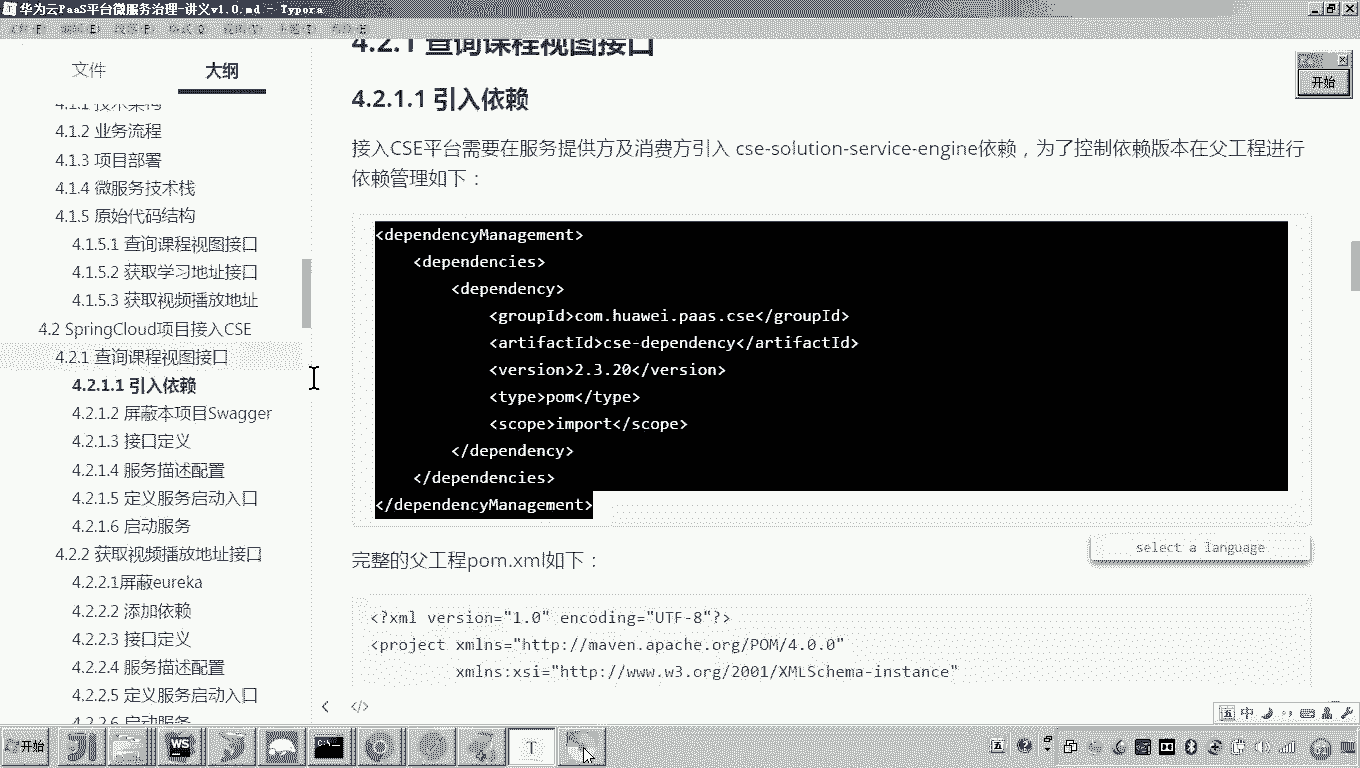 华为云PaaS平台微服务治理-讲义v1.0.md - Typora
文件
大纲
4.1.1 技术架构
4.1.2 业务流程
4.1.3 项目部署
4.1.4 微服务技术栈
4.1.5 原始代码结构
4.1.5.1 查询课程视图接口
4.1.5.2 获取学习地址接口
4.1.5.3 获取视频播放地址
4.2 SpringCloud项目接入CSE
4.2.1 查询课程视图接口
4.2.1.1 引入依赖
4.2.1.2 屏蔽本项目Swagger
4.2.1.3 接口定义
4.2.1.4 服务描述配置
4.2.1.5 定义服务启动入口
4.2.1.6 启动服务
4.2.2 获取视频播放地址接口
4.2.2.1屏蔽eureka
4.2.2.2 添加依赖
4.2.2.3 接口定义
4.2.2.4 服务描述配置
4.2.2.5 定义服务启动入口
4.2.2.6 启动服务
4.2.1 查询课程视图接口
4.2.1.1 引入依赖
接入CSE平台需要在服务提供方及消费方引入 cse-solution-service-engine依赖，为了控制依赖版本在父工程进行
依赖管理如下：
<dependencyManagement>
<dependencies>
<dependency>
<groupId>com.huawei.paas.cse</groupId>
<artifactId>cse-dependency</artifactId>
<version>2.3.20</version>
<type>pom</type>
<scope>import</scope>
</dependency>
</dependencies>
</dependencyManagement>
select a language
完整的父工程pom.xml如下：
<?xml version="1.0" encoding="UTF-8"?>
<project xmlns="http://maven.apache.org/POM/4.0.0"
xmlns:xsi="http://www.w3.org/2001/XMLSchema-instance"
开始
</>
五 中
开始
WS
C:\
T